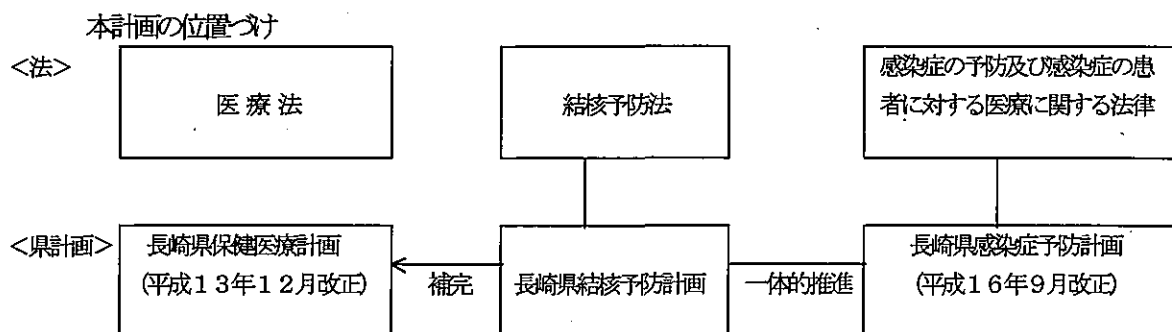 本計画の位置づけ
<法>
医療法
結核予防法
感染症の予防及び感染症の患
者に対する医療に関する法律
<県計画>
長崎県保健医療計画
(平成13年12月改正)
補完
長崎県結核予防計画
一体的推進
長崎県感染症予防計画
(平成16年9月改正)